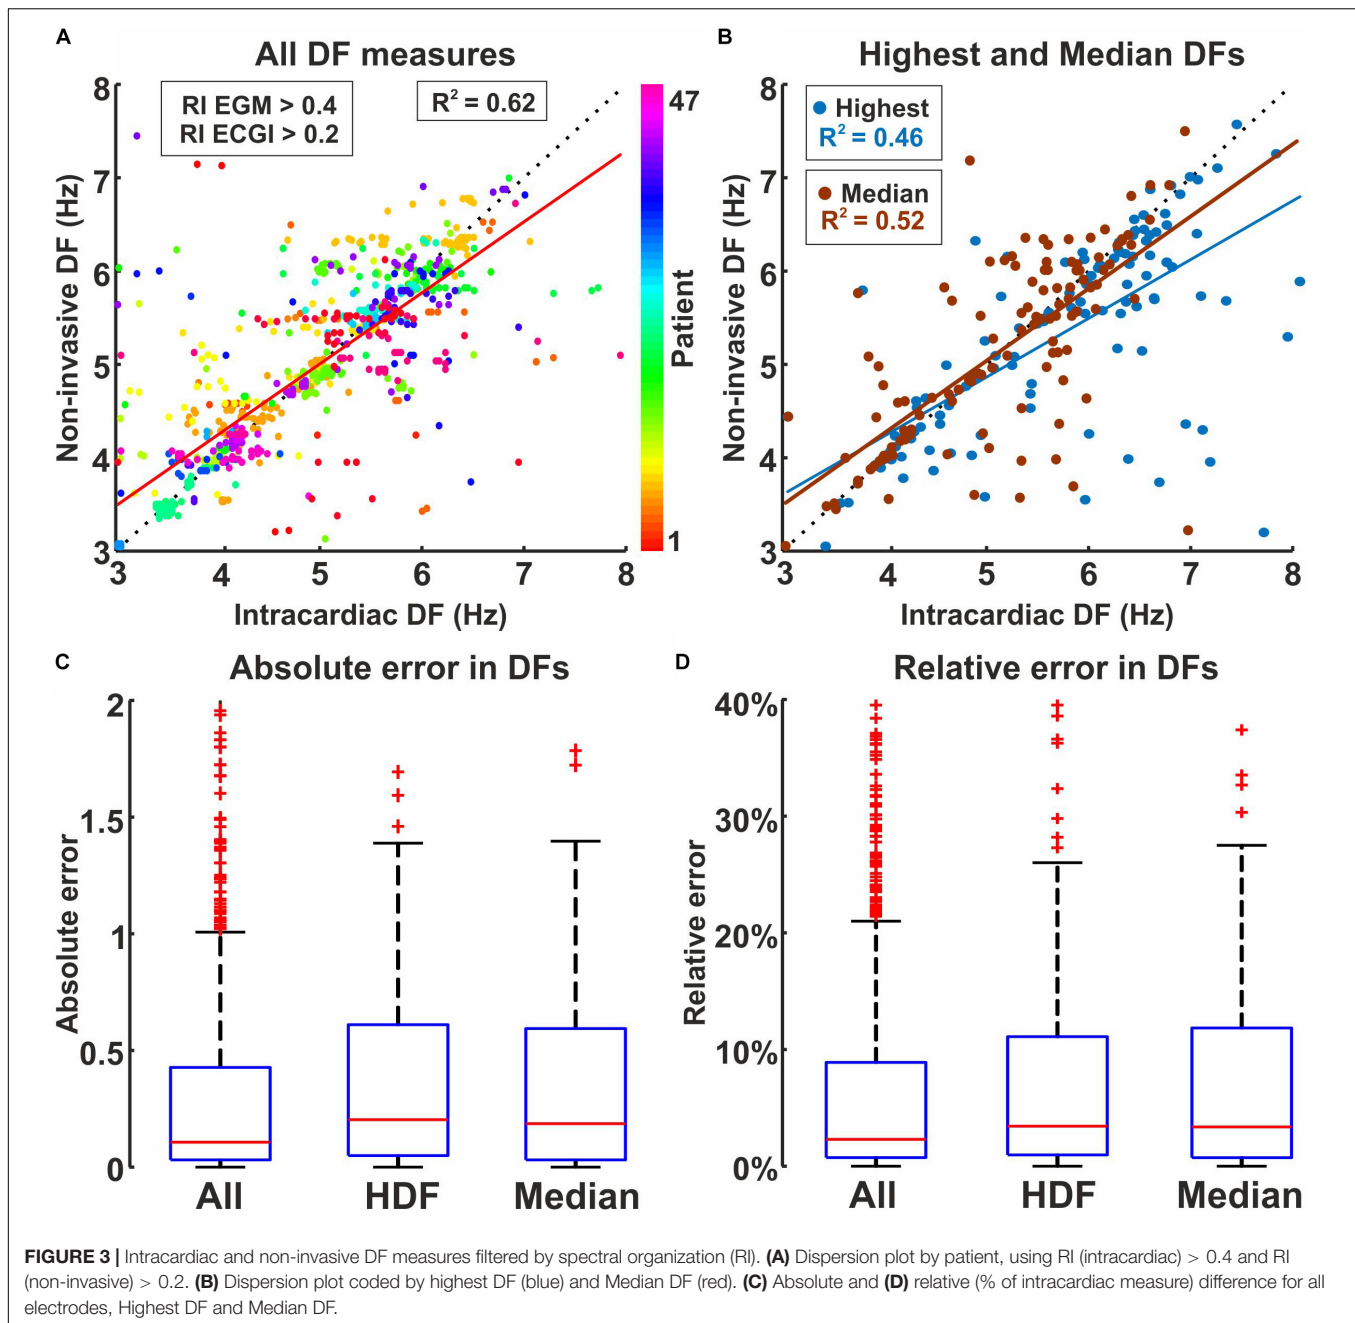 A
All DF measures
RI EGM > 0.4
RI ECGI > 0.2
R² = 0.62
8
7
6
5
4
3
Non-invasive DF (Hz)
3 4 5 6 7 8
Intracardiac DF (Hz)
47
Patient
1
B
Highest and Median DFs
Highest
R² = 0.46
Median
R² = 0.52
8
7
6
5
4
3
Non-invasive DF (Hz)
3 4 5 6 7 8
Intracardiac DF (Hz)
C
Absolute error in DFs
2
1.5
1
0.5
0
Absolute error
All HDF Median
D
Relative error in DFs
40%
30%
20%
10%
0%
Relative error
All HDF Median
FIGURE 3 | Intracardiac and non-invasive DF measures filtered by spectral organization (RI). (A) Dispersion plot by patient, using RI (intracardiac) > 0.4 and RI
(non-invasive) > 0.2. (B) Dispersion plot coded by highest DF (blue) and Median DF (red). (C) Absolute and (D) relative (% of intracardiac measure) difference for all
electrodes, Highest DF and Median DF.